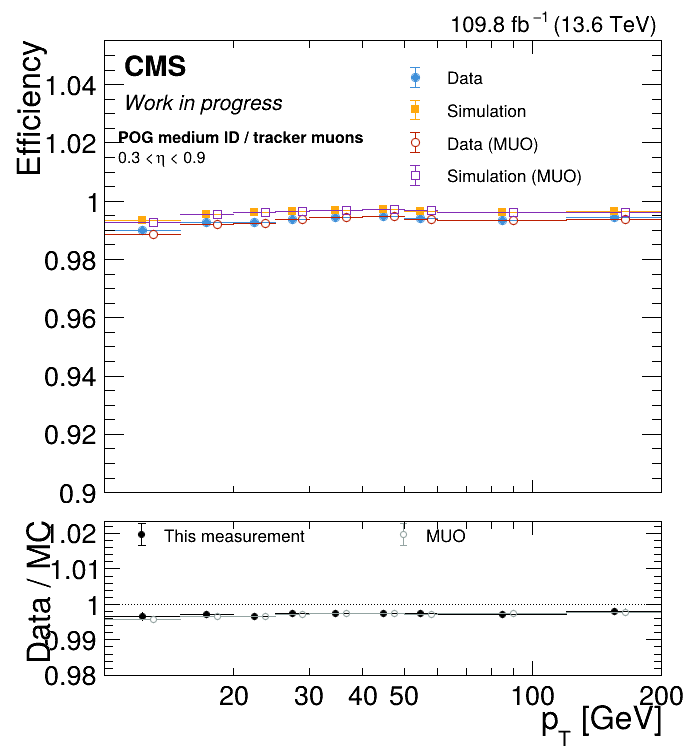 109.8 fb⁻¹ (13.6 TeV)
Efficiency
CMS
Work in progress
POG medium ID / tracker muons
0.3 < η < 0.9
Data
Simulation
Data (MUO)
Simulation (MUO)
1.04
1.02
1
0.98
0.96
0.94
0.92
0.9
Data / MC
This measurement
MUO
1.02
1.01
1
0.99
0.98
20 30 40 50 100 200
p_T [GeV]